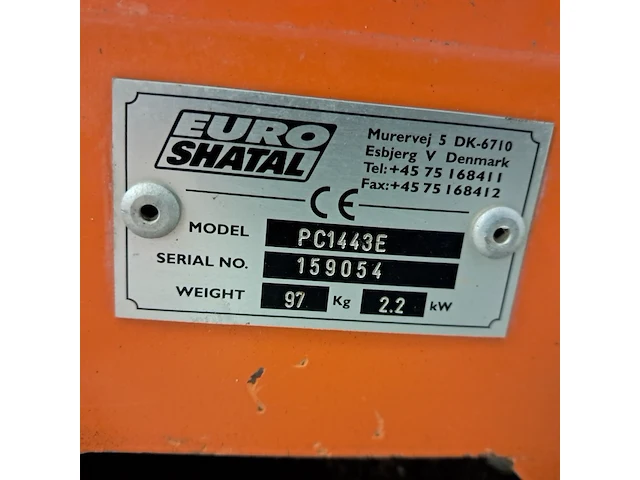 EURO
SHATAL
Murervej 5 DK-6710
Esbjerg V Denmark
Tel:+45 75 168411
Fax:+45 75 168412
CE
MODEL PC1443E
SERIAL NO. 159054
WEIGHT 97 Kg 2.2 kW